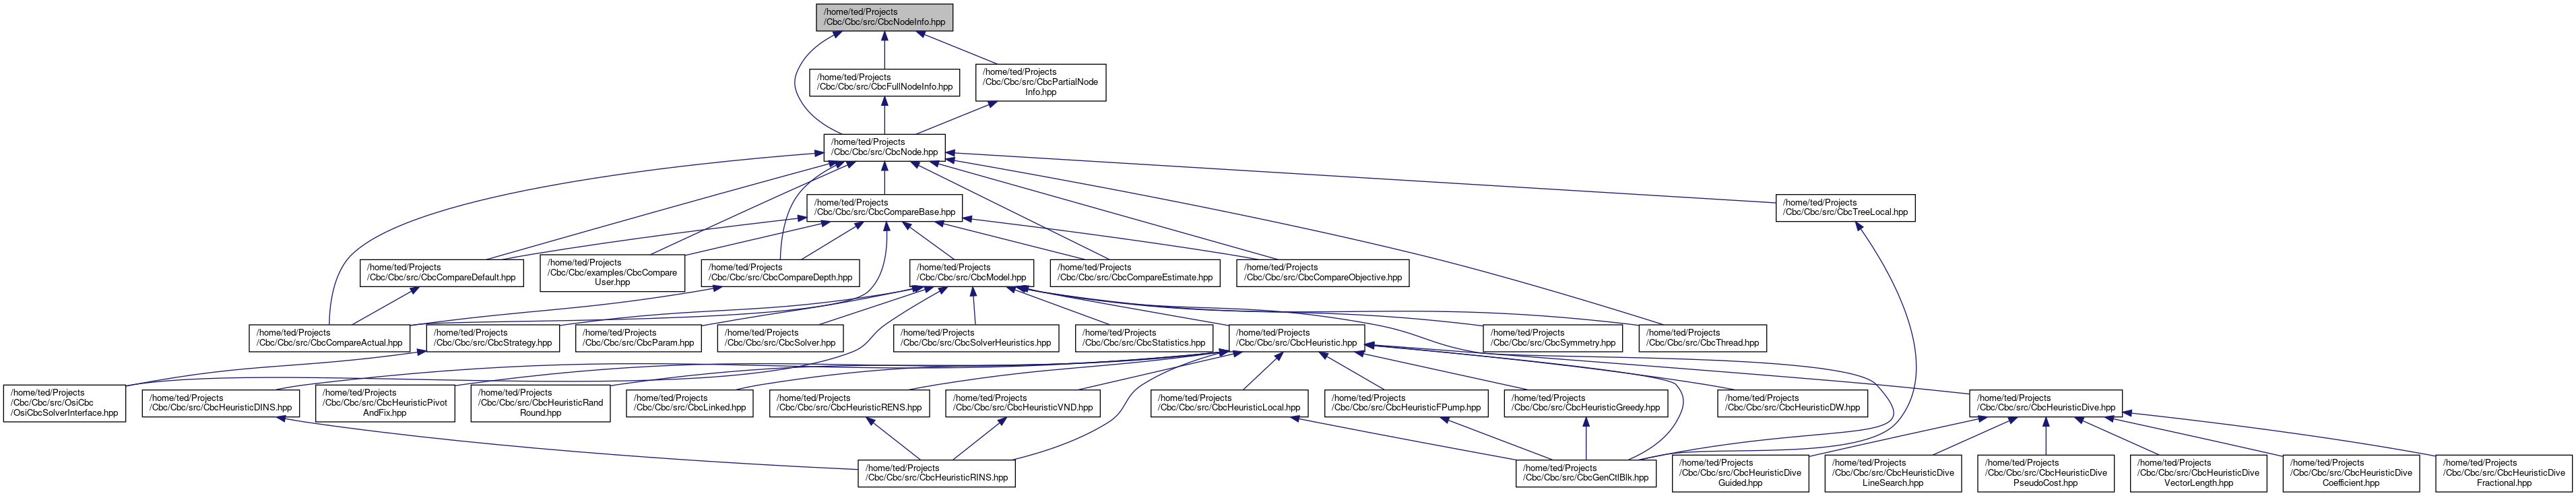 /home/ted/Projects
/Cbc/Cbc/src/CbcNodeInfo.hpp
/home/ted/Projects
/Cbc/Cbc/src/CbcFullNodeInfo.hpp
/home/ted/Projects
/Cbc/Cbc/src/CbcPartialNode
Info.hpp
/home/ted/Projects
/Cbc/Cbc/src/CbcNode.hpp
/home/ted/Projects
/Cbc/Cbc/src/CbcCompareBase.hpp
/home/ted/Projects
/Cbc/Cbc/src/CbcTreeLocal.hpp
/home/ted/Projects
/Cbc/Cbc/src/CbcCompareDefault.hpp
/home/ted/Projects
/Cbc/Cbc/examples/CbcCompare
User.hpp
/home/ted/Projects
/Cbc/Cbc/src/CbcCompareDepth.hpp
/home/ted/Projects
/Cbc/Cbc/src/CbcModel.hpp
/home/ted/Projects
/Cbc/Cbc/src/CbcCompareEstimate.hpp
/home/ted/Projects
/Cbc/Cbc/src/CbcCompareObjective.hpp
/home/ted/Projects
/Cbc/Cbc/src/CbcCompareActual.hpp
/home/ted/Projects
/Cbc/Cbc/src/CbcStrategy.hpp
/home/ted/Projects
/Cbc/Cbc/src/CbcParam.hpp
/home/ted/Projects
/Cbc/Cbc/src/CbcSolver.hpp
/home/ted/Projects
/Cbc/Cbc/src/CbcSolverHeuristics.hpp
/home/ted/Projects
/Cbc/Cbc/src/CbcStatistics.hpp
/home/ted/Projects
/Cbc/Cbc/src/CbcHeuristic.hpp
/home/ted/Projects
/Cbc/Cbc/src/CbcSymmetry.hpp
/home/ted/Projects
/Cbc/Cbc/src/CbcThread.hpp
/home/ted/Projects
/Cbc/Cbc/src/OsiCbc
/OsiCbcSolverInterface.hpp
/home/ted/Projects
/Cbc/Cbc/src/CbcHeuristicDINS.hpp
/home/ted/Projects
/Cbc/Cbc/src/CbcHeuristicPivot
AndFix.hpp
/home/ted/Projects
/Cbc/Cbc/src/CbcHeuristicRand
Round.hpp
/home/ted/Projects
/Cbc/Cbc/src/CbcLinked.hpp
/home/ted/Projects
/Cbc/Cbc/src/CbcHeuristicRENS.hpp
/home/ted/Projects
/Cbc/Cbc/src/CbcHeuristicVND.hpp
/home/ted/Projects
/Cbc/Cbc/src/CbcHeuristicLocal.hpp
/home/ted/Projects
/Cbc/Cbc/src/CbcHeuristicFPump.hpp
/home/ted/Projects
/Cbc/Cbc/src/CbcHeuristicGreedy.hpp
/home/ted/Projects
/Cbc/Cbc/src/CbcHeuristicDW.hpp
/home/ted/Projects
/Cbc/Cbc/src/CbcHeuristicDive.hpp
/home/ted/Projects
/Cbc/Cbc/src/CbcHeuristicRINS.hpp
/home/ted/Projects
/Cbc/Cbc/src/CbcGenCtlBlk.hpp
/home/ted/Projects
/Cbc/Cbc/src/CbcHeuristicDive
Guided.hpp
/home/ted/Projects
/Cbc/Cbc/src/CbcHeuristicDive
LineSearch.hpp
/home/ted/Projects
/Cbc/Cbc/src/CbcHeuristicDive
PseudoCost.hpp
/home/ted/Projects
/Cbc/Cbc/src/CbcHeuristicDive
VectorLength.hpp
/home/ted/Projects
/Cbc/Cbc/src/CbcHeuristicDive
Coefficient.hpp
/home/ted/Projects
/Cbc/Cbc/src/CbcHeuristicDive
Fractional.hpp